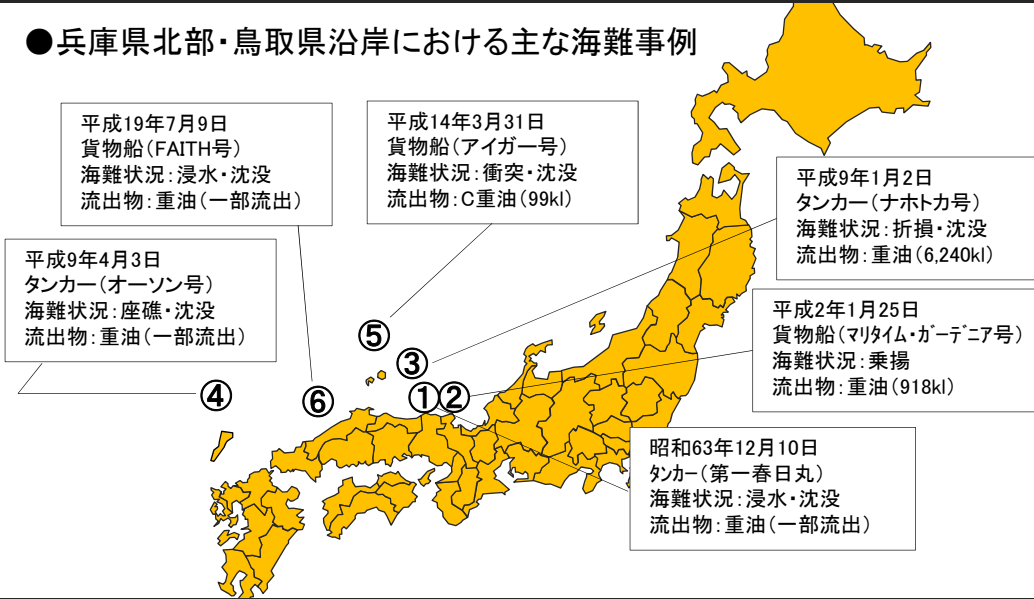 ●兵庫県北部・鳥取県沿岸における主な海難事例
平成19年7月9日
貨物船(FAITH号)
海難状況:浸水・沈没
流出物:重油(一部流出)
平成14年3月31日
貨物船(アイガー号)
海難状況:衝突・沈没
流出物:C重油(99kl)
平成9年1月2日
タンカー(ナホトカ号)
海難状況:折損・沈没
流出物:重油(6,240kl)
平成9年4月3日
タンカー(オーソン号)
海難状況:座礁・沈没
流出物:重油(一部流出)
平成2年1月25日
貨物船(マリタイム・ガーデニア号)
海難状況:乗揚
流出物:重油(918kl)
昭和63年12月10日
タンカー(第一春日丸)
海難状況:浸水・沈没
流出物:重油(一部流出)
⑤
③
④
⑥
①
②